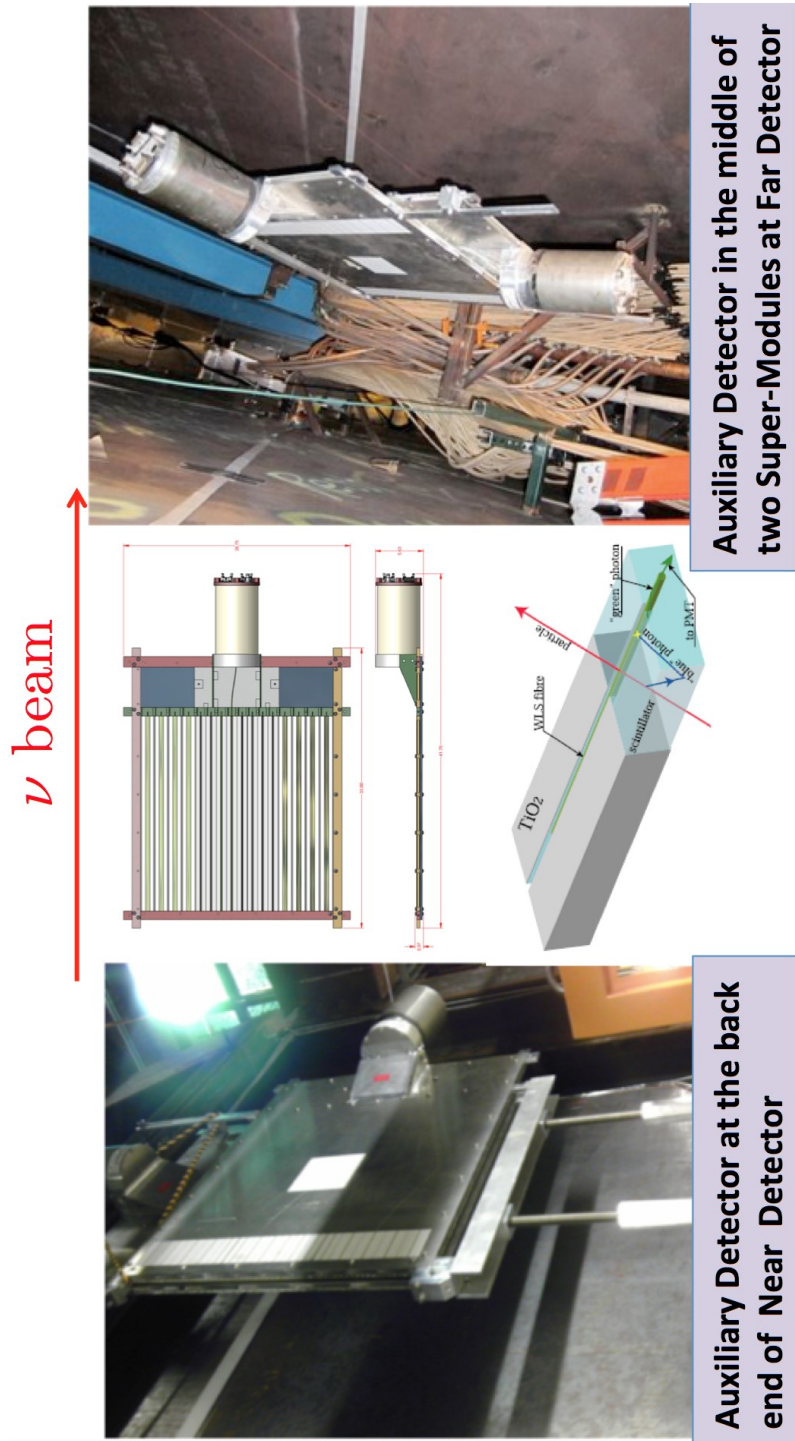 ν beam
Auxiliary Detector at the back
end of Near  Detector
TiO2
WLS fibre
scintillator
particle
"blue" photon
"green" photon
to PMT
Auxiliary Detector in the middle of
two Super-Modules at Far Detector